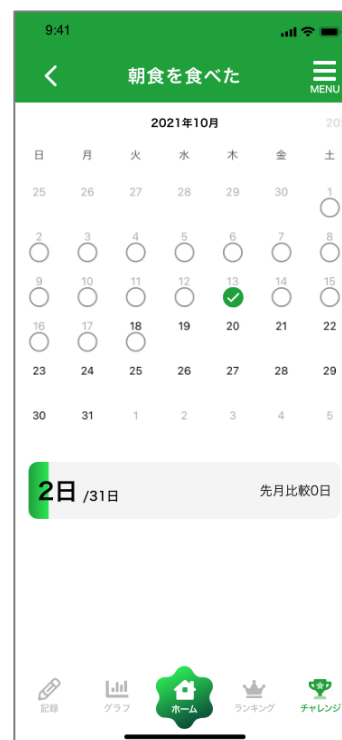 9:41
朝食を食べた
MENU
2021年10月
202
日 月 火 水 木 金 土
25 26 27 28 29 30 1
2 3 4 5 6 7 8
9 10 11 12 13 14 15
16 17 18 19 20 21 22
23 24 25 26 27 28 29
30 31 1 2 3 4 5
2日 /31日 先月比較0日
記録 グラフ ホーム ランキング チャレンジ